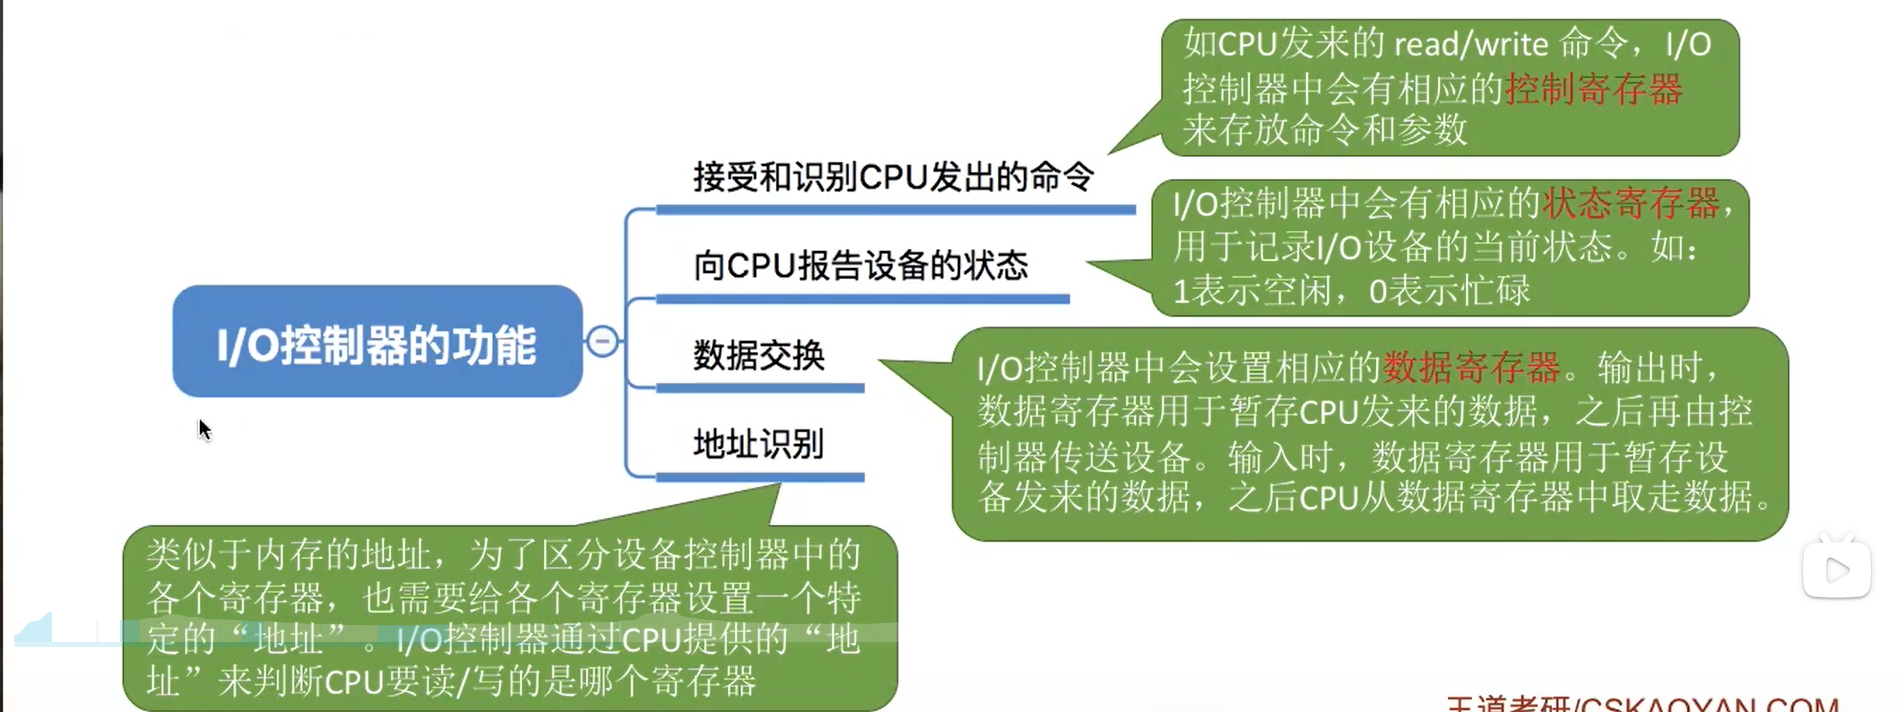 如CPU发来的 read/write 命令，I/O
控制器中会有相应的控制寄存器
来存放命令和参数
接受和识别CPU发出的命令
I/O控制器中会有相应的状态寄存器，
用于记录I/O设备的当前状态。如：
1表示空闲，0表示忙碌
向CPU报告设备的状态
I/O控制器的功能
数据交换
I/O控制器中会设置相应的数据寄存器。输出时，
数据寄存器用于暂存CPU发来的数据，之后再由控
制器传送设备。输入时，数据寄存器用于暂存设
备发来的数据，之后CPU从数据寄存器中取走数据。
地址识别
类似于内存的地址，为了区分设备控制器中的
各个寄存器，也需要给各个寄存器设置一个特
定的“地址”。I/O控制器通过CPU提供的“地
址”来判断CPU要读/写的是哪个寄存器
王道考研/CSKAOYAN.COM